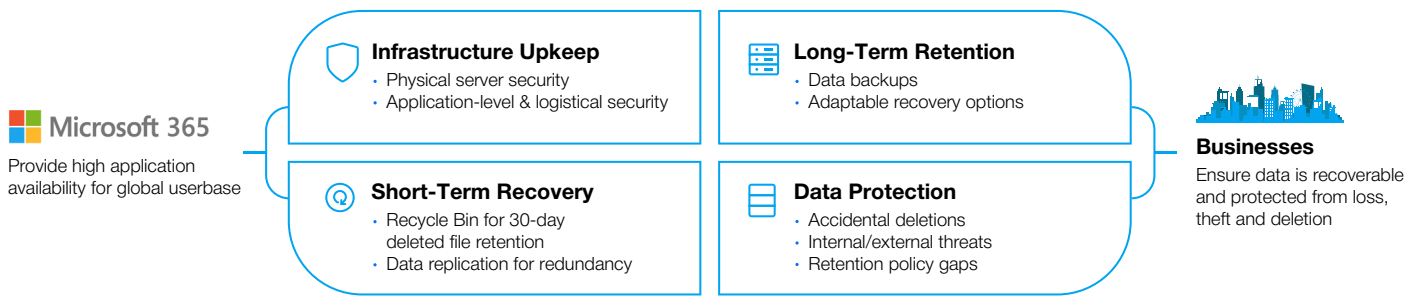 Microsoft 365
Provide high application
availability for global userbase
Infrastructure Upkeep
• Physical server security
• Application-level & logistical security
Short-Term Recovery
• Recycle Bin for 30-day
deleted file retention
• Data replication for redundancy
Long-Term Retention
• Data backups
• Adaptable recovery options
Data Protection
• Accidental deletions
• Internal/external threats
• Retention policy gaps
Businesses
Ensure data is recoverable
and protected from loss,
theft and deletion